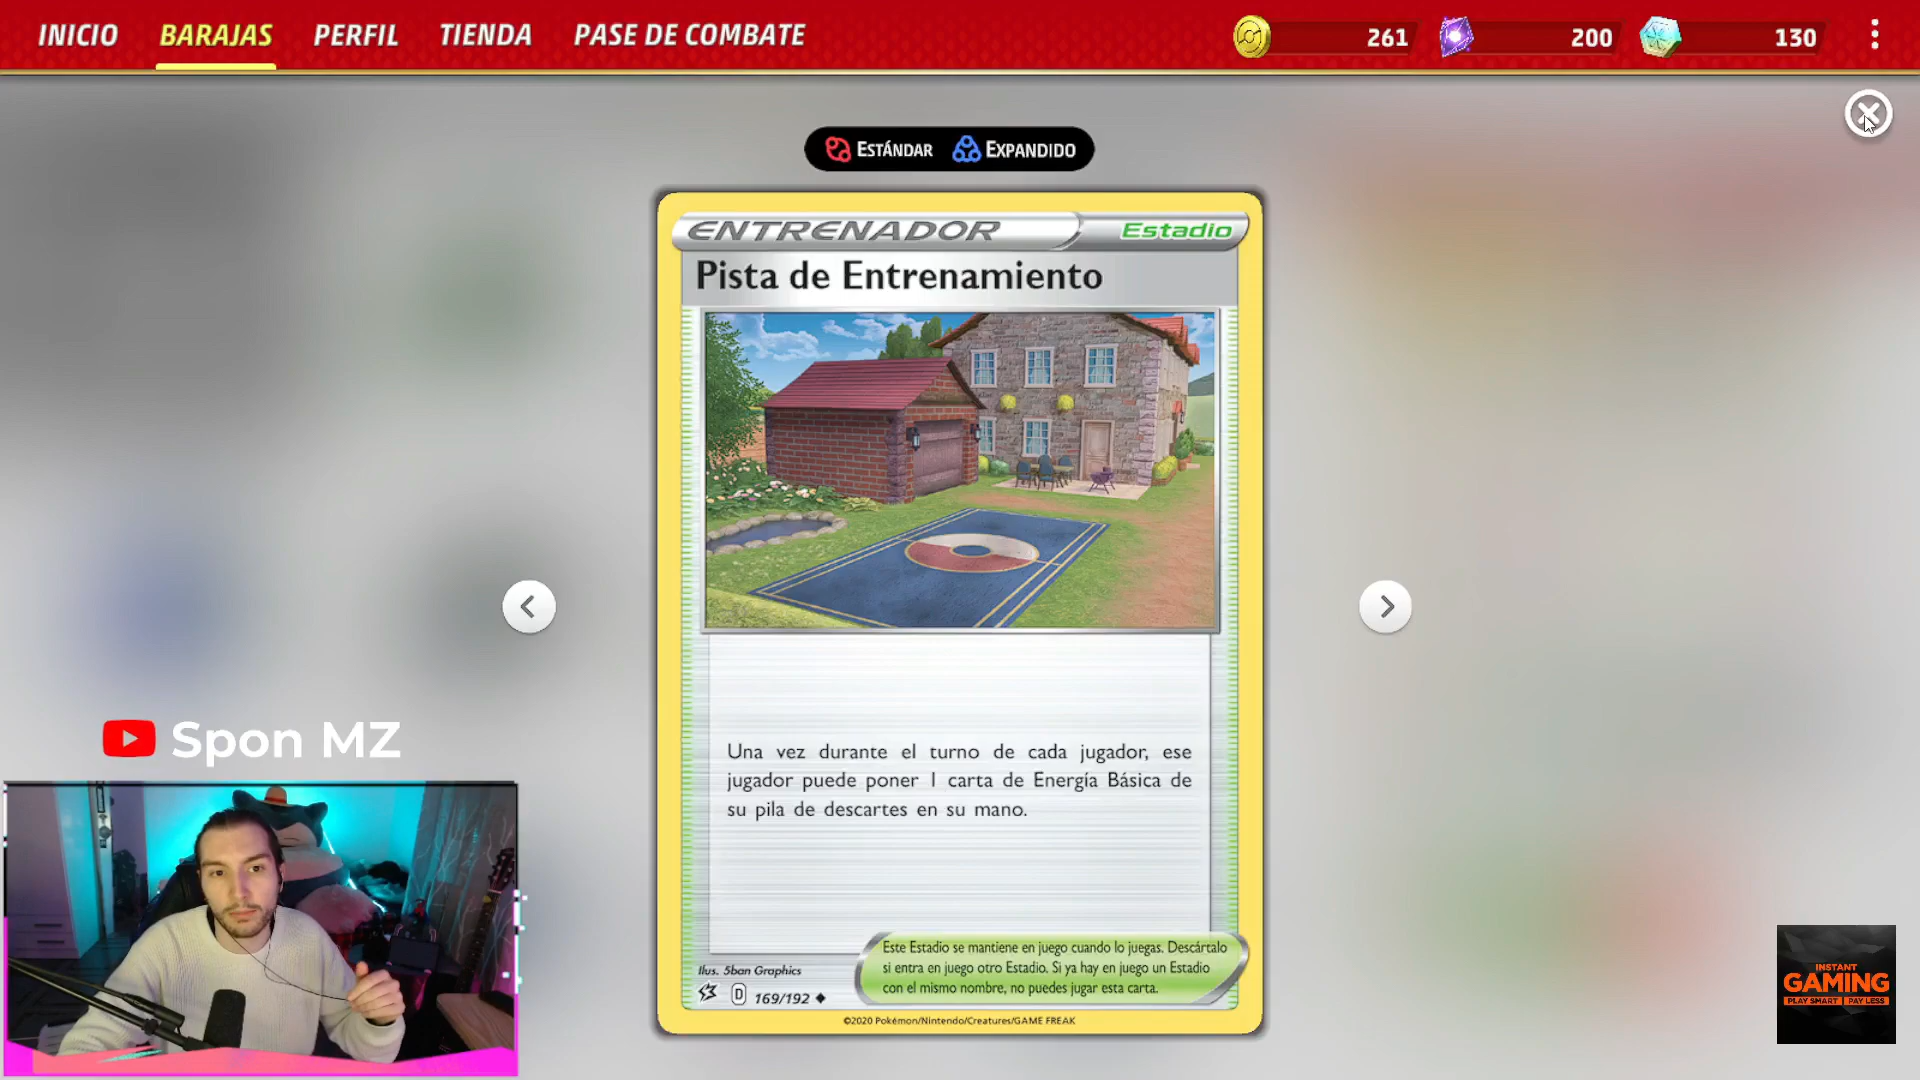 INICIO BARAJAS PERFIL TIENDA PASE DE COMBATE 261 200 130
ESTÁNDAR EXPANDIDO
ENTRENADOR Estadio
Pista de Entrenamiento
Una vez durante el turno de cada jugador, ese
jugador puede poner 1 carta de Energía Básica de
su pila de descartes en su mano.
Este Estadio se mantiene en juego cuando lo juegas. Descártalo
si entra en juego otro Estadio. Si ya hay en juego un Estadio
con el mismo nombre, no puedes jugar esta carta.
Ilus. 5ban Graphics
D 169/192
©2020 Pokémon/Nintendo/Creatures/GAME FREAK
Spon MZ
INSTANT
GAMING
PLAY SMART | PAY LESS